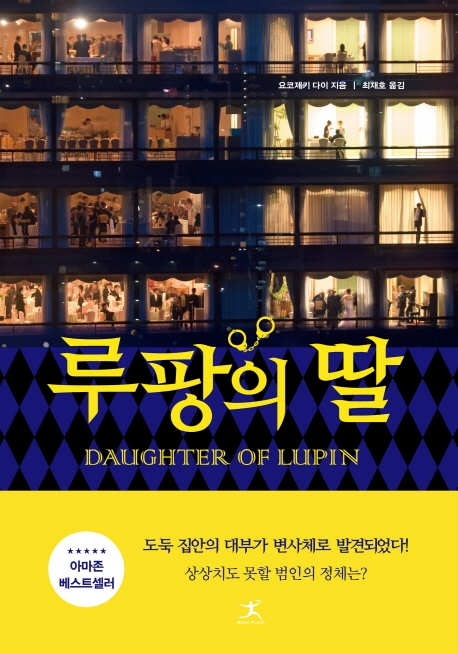 요코제키 다이 지음 | 최재호 옮김
루팡의 딸
DAUGHTER OF LUPIN
★★★★★
아마존
베스트셀러
도둑 집안의 대부가 변사체로 발견되었다!
상상치도 못할 범인의 정체는?
BOOK PLAZA